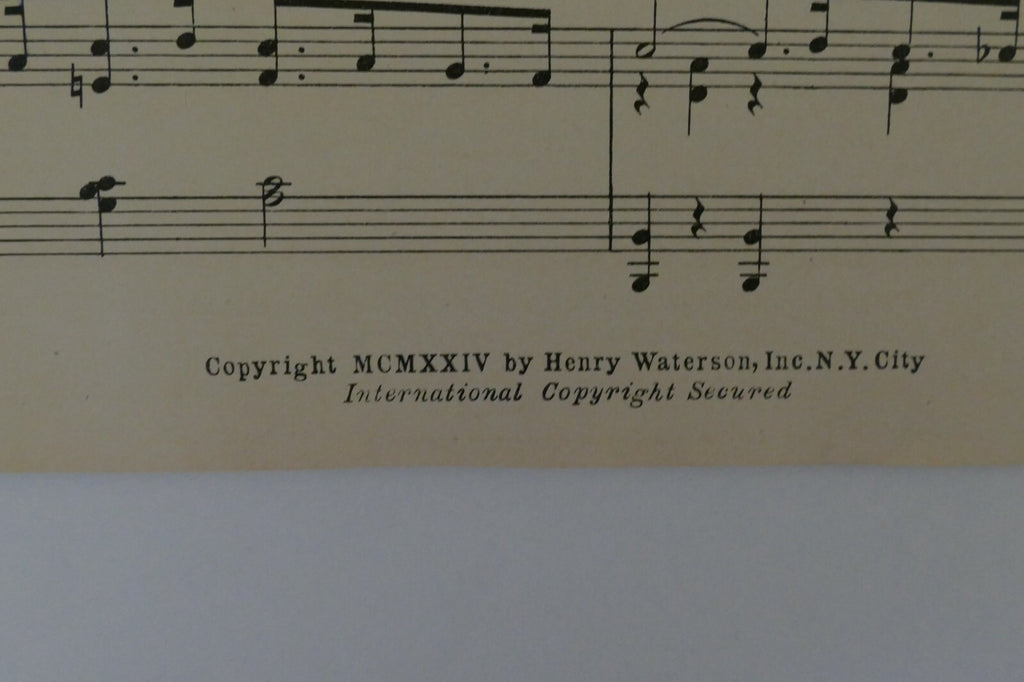 Copyright MCMXXIV by Henry Waterson, Inc. N.Y. City
International Copyright Secured